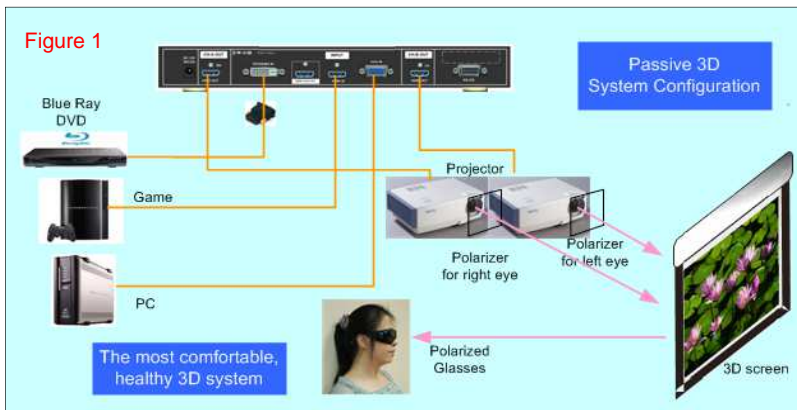 Figure 1
Passive 3D
System Configuration
INPUT
Blue Ray
DVD
Projector
Game
Polarizer
for right eye
Polarizer
for left eye
PC
The most comfortable,
healthy 3D system
Polarized
Glasses
3D screen